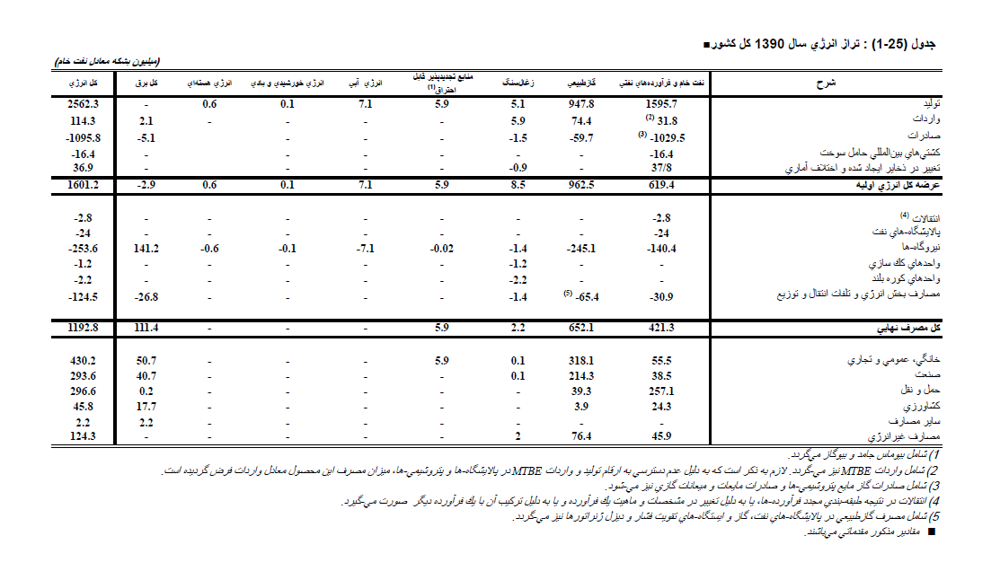 جدول (25-1) : تراز انرژي سال 1390 كل كشور■
(ميليون بشكه معادل نفت خام)
شرح نفت خام و فرآورده‌هاي نفتي گازطبيعي زغال‌سنگ منابع تجديدپذير قابل احتراق(1) انرژي آبي انرژي خورشيدي و بادي انرژي هسته‌اي كل برق كل انرژي
توليد 1595.7 947.8 5.1 5.9 7.1 0.1 0.6 - 2562.3
واردات 31.8 (2) 74.4 5.9 - - - - 2.1 114.3
صادرات -1029.5 (3) -59.7 -1.5 - - - -5.1 -1095.8
كشتي‌هاي بين‌المللي حامل سوخت -16.4 - - - - - - -16.4
تغيير در ذخاير ايجاد شده و اختلاف آماري 37/8 - -0.9 - - - - 36.9
عرضه كل انرژي اوليه 619.4 962.5 8.5 5.9 7.1 0.1 0.6 -2.9 1601.2
انتقالات (4) -2.8 - - - - - - - -2.8
پالايشگاه-هاي نفت -24 - - - - - - - -24
نيروگاه-ها -140.4 -245.1 -1.4 -0.02 -7.1 -0.1 -0.6 141.2 -253.6
واحدهاي كك سازي - - -1.2 - - - - - -1.2
واحدهاي كوره بلند - - -2.2 - - - - - -2.2
مصارف بخش انرژي و تلفات انتقال و توزيع -30.9 -65.4 (5) -1.4 - - - - -26.8 -124.5
كل مصرف نهايي 421.3 652.1 2.2 5.9 - - - 111.4 1192.8
خانگي، عمومي و تجاري 55.5 318.1 0.1 5.9 - - - 50.7 430.2
صنعت 38.5 214.3 0.1 - - - - 40.7 293.6
حمل و نقل 257.1 39.3 - - - - - 0.2 296.6
كشاورزي 24.3 3.9 - - - - - 17.7 45.8
ساير مصارف - - - - - - - 2.2 2.2
مصارف غيرانرژي 45.9 76.4 2 - - - - - 124.3
1) شامل بيوماس جامد و بيوگاز مي‌گردد.
2) شامل واردات MTBE نيز مي-گردد. لازم به ذكر است كه به دليل عدم دسترسي به ارقام توليد و واردات MTBE در پالايشگاه-ها و پتروشيمي-ها، ميزان مصرف اين محصول معادل واردات فرض گرديده است.
3) شامل صادرات گاز مايع پتروشيمي-ها و صادرات مايعات و ميعانات گازي نيز مي-شود.
4) انتقالات در نتيجه طبقه-بندي مجدد فرآورده-ها، يا به دليل تغيير در مشخصات و ماهيت يك فرآورده و يا به دليل تركيب آن با يك فرآورده ديگر صورت مي-گيرد.
5) شامل مصرف گازطبيعي در پالايشگاه-هاي نفت، گاز و ايستگاه-هاي تقويت فشار و ديزل ژنراتورها نيز مي-گردد.
■ مقادير مذكور مقدماتي مي‌باشند.